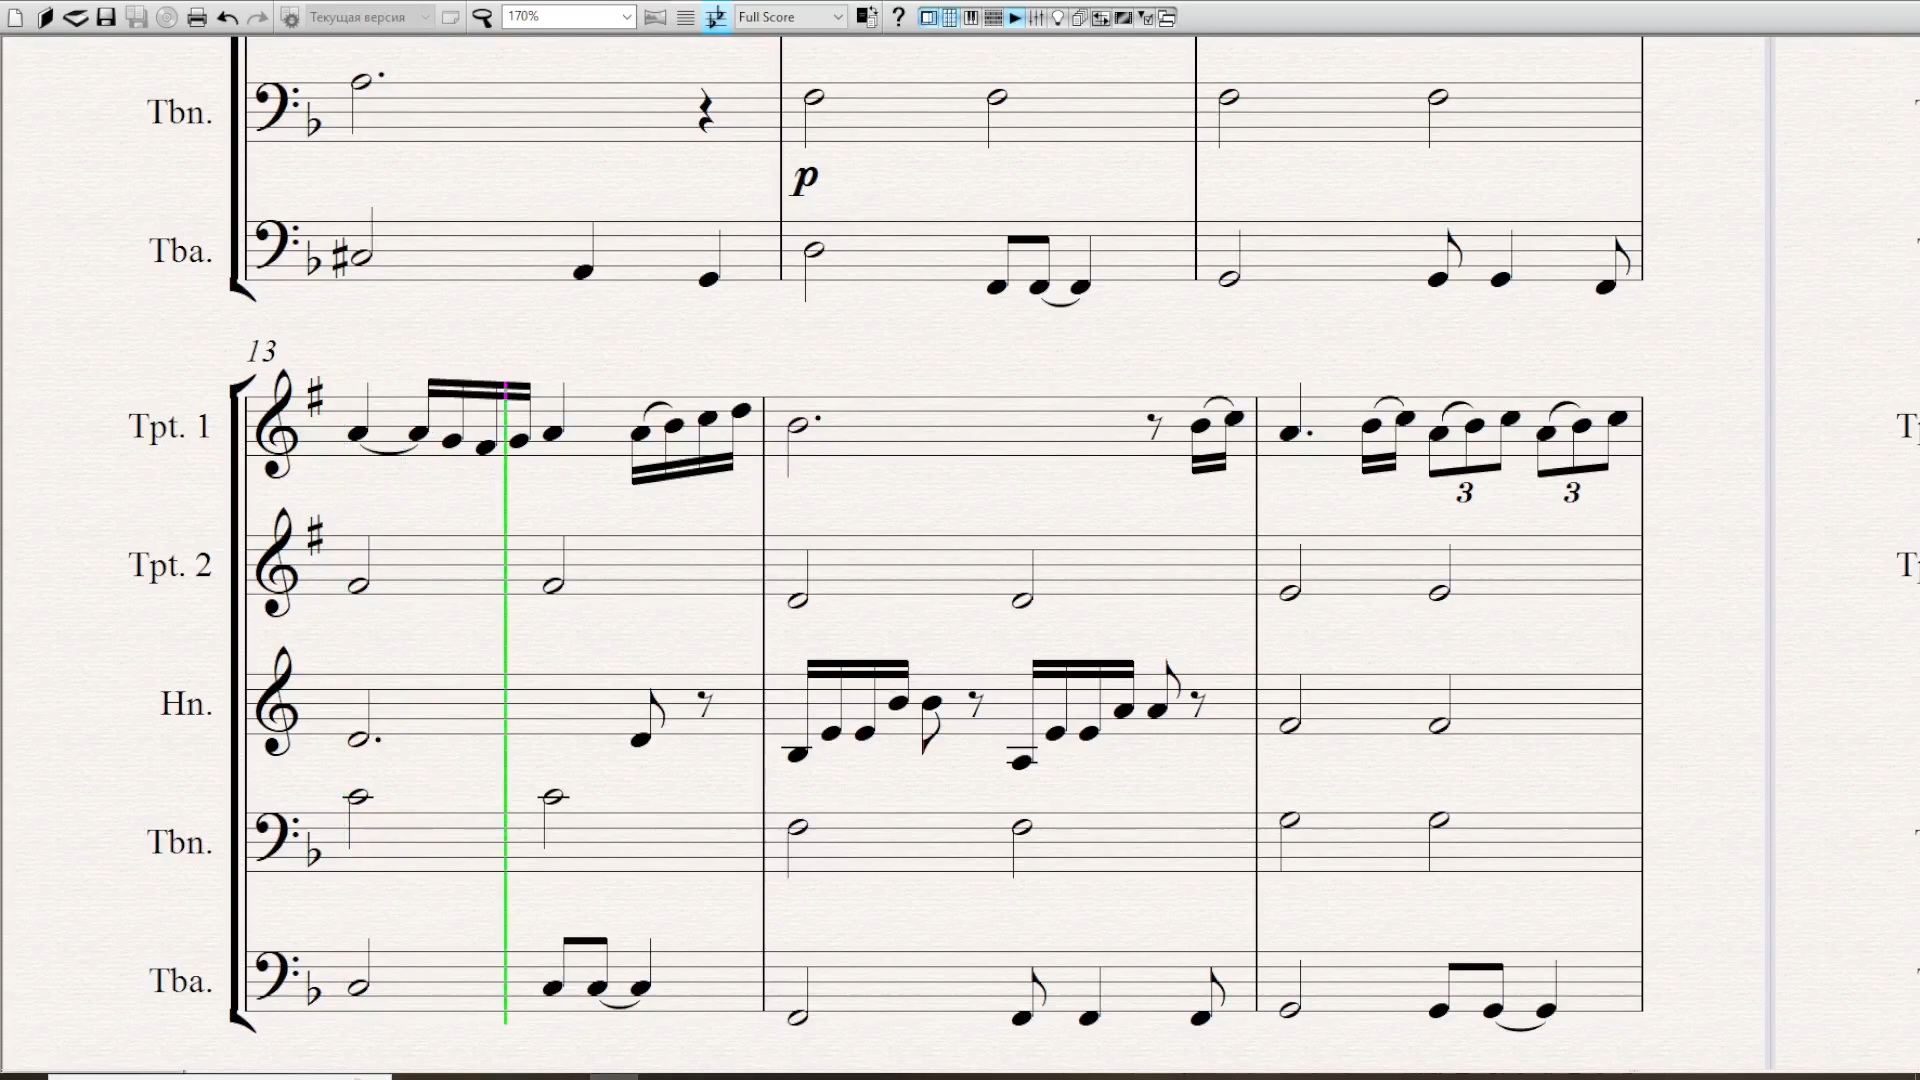 Текущая версия 170% Full Score
Tbn.
p
Tba.
13
Tpt. 1
3 3
Tpt. 2
Hn.
Tbn.
Tba.